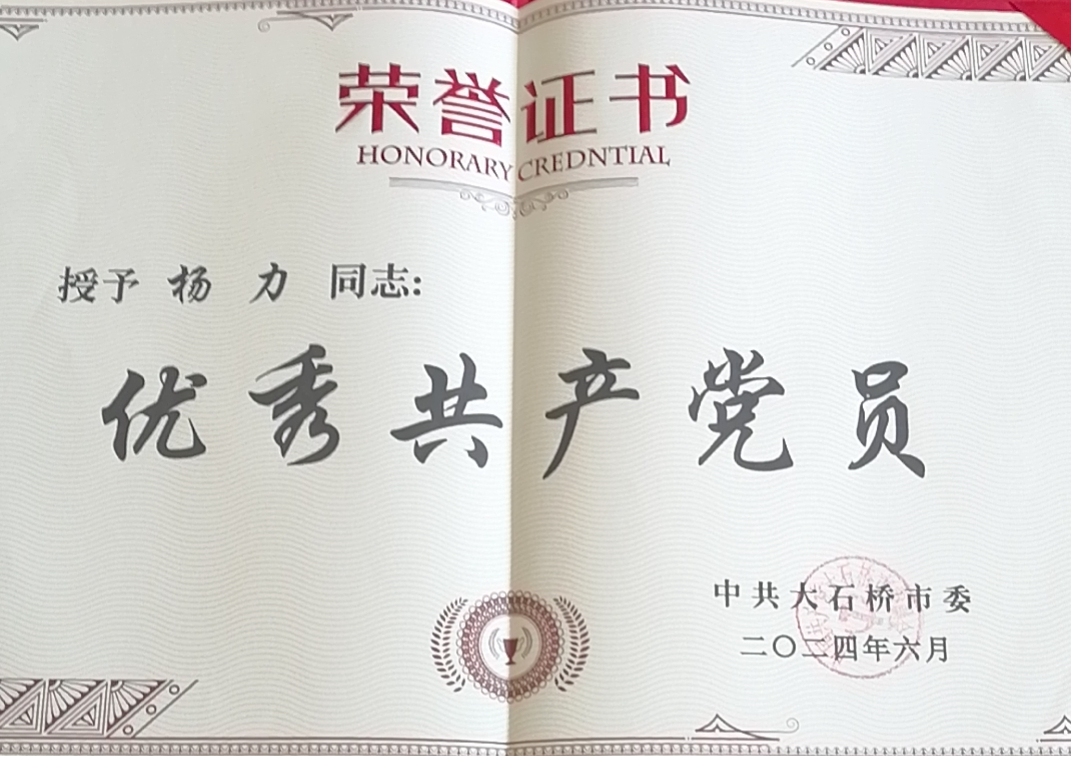 荣誉证书
HONORARY CREDNTIAL
授予 杨 力 同志:
优秀共产党员
中共大石桥市委
二〇二四年六月